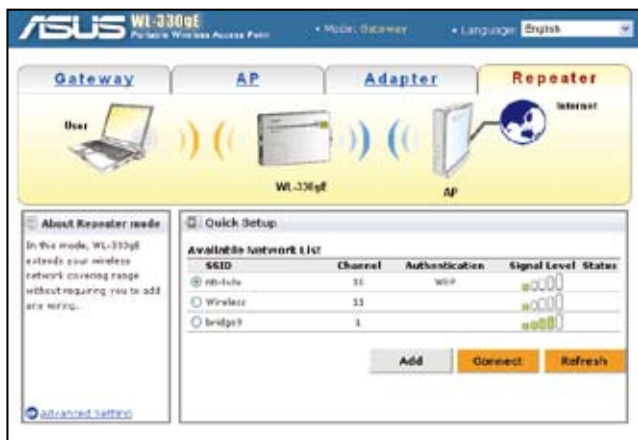 ASUS WL-330gE
Portable Wireless Access Point
• Mode: Gateway
• Language: English
Gateway
AP
Adapter
Repeater
User
Internet
WL-330gE
AP
About Repeater mode
In this mode, WL-330gE
extends your wireless
network covering range
without requiring you to add
any wiring.
Advanced Setting
Quick Setup
Available Network List
SSID Channel Authentication Signal Level Status
WEP
Wireless
bridge 1
Add Connect Refresh